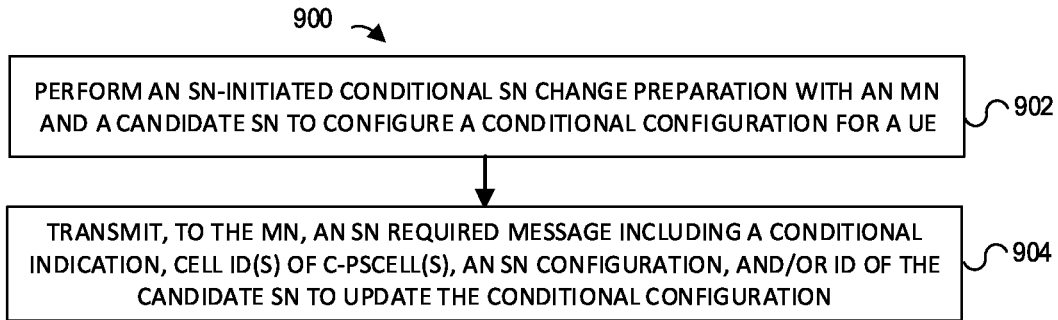 900
PERFORM AN SN-INITIATED CONDITIONAL SN CHANGE PREPARATION WITH AN MN
AND A CANDIDATE SN TO CONFIGURE A CONDITIONAL CONFIGURATION FOR A UE
902
TRANSMIT, TO THE MN, AN SN REQUIRED MESSAGE INCLUDING A CONDITIONAL
INDICATION, CELL ID(S) OF C-PSCELL(S), AN SN CONFIGURATION, AND/OR ID OF THE
CANDIDATE SN TO UPDATE THE CONDITIONAL CONFIGURATION
904